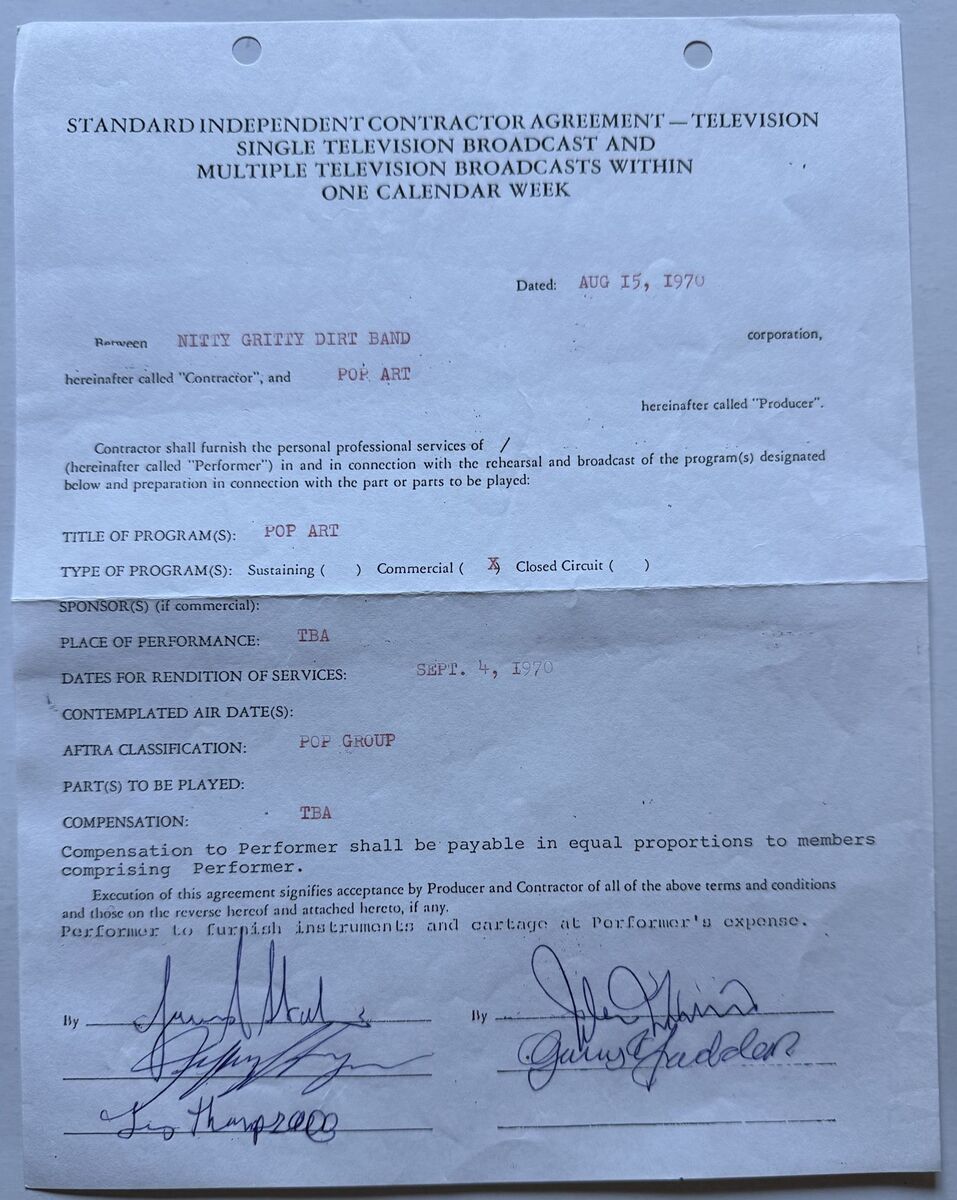 STANDARD INDEPENDENT CONTRACTOR AGREEMENT — TELEVISION
SINGLE TELEVISION BROADCAST AND
MULTIPLE TELEVISION BROADCASTS WITHIN
ONE CALENDAR WEEK
Dated: AUG 15, 1970
Between NITTY GRITTY DIRT BAND corporation,
hereinafter called "Contractor", and POP ART
hereinafter called "Producer".
Contractor shall furnish the personal professional services of /
(hereinafter called "Performer") in and in connection with the rehearsal and broadcast of the program(s) designated
below and preparation in connection with the part or parts to be played:
TITLE OF PROGRAM(S): POP ART
TYPE OF PROGRAM(S): Sustaining ( ) Commercial ( X) Closed Circuit ( )
SPONSOR(S) (if commercial):
PLACE OF PERFORMANCE: TBA
DATES FOR RENDITION OF SERVICES: SEPT. 4, 1970
CONTEMPLATED AIR DATE(S):
AFTRA CLASSIFICATION: POP GROUP
PART(S) TO BE PLAYED:
COMPENSATION: TBA
Compensation to Performer shall be payable in equal proportions to members
comprising Performer.
Execution of this agreement signifies acceptance by Producer and Contractor of all of the above terms and conditions
and those on the reverse hereof and attached hereto, if any.
Performer to furnish instruments and cartage at Performer's expense.
By By